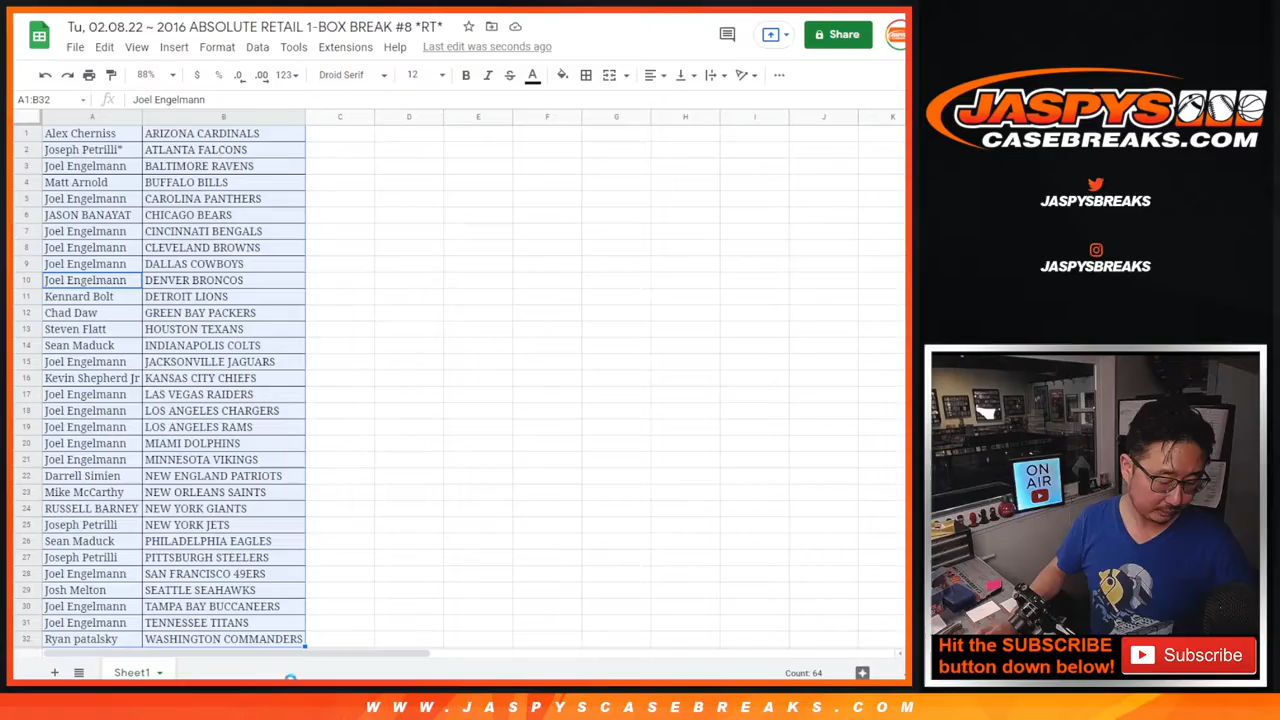 Tu, 02.08.22 ~ 2016 ABSOLUTE RETAIL 1-BOX BREAK #8 *RT*
File Edit View Insert Format Data Tools Extensions Help Last edit was seconds ago
Share
88% $ % .0 .00 123 Droid Serif 12 B I S A
A1:B32 fx Joel Engelmann
A B C D E F G H I J K
1 Alex Cherniss ARIZONA CARDINALS
2 Joseph Petrilli* ATLANTA FALCONS
3 Joel Engelmann BALTIMORE RAVENS
4 Matt Arnold BUFFALO BILLS
5 Joel Engelmann CAROLINA PANTHERS
6 JASON BANAYAT CHICAGO BEARS
7 Joel Engelmann CINCINNATI BENGALS
8 Joel Engelmann CLEVELAND BROWNS
9 Joel Engelmann DALLAS COWBOYS
10 Joel Engelmann DENVER BRONCOS
11 Kennard Bolt DETROIT LIONS
12 Chad Daw GREEN BAY PACKERS
13 Steven Flatt HOUSTON TEXANS
14 Sean Maduck INDIANAPOLIS COLTS
15 Joel Engelmann JACKSONVILLE JAGUARS
16 Kevin Shepherd Jr KANSAS CITY CHIEFS
17 Joel Engelmann LAS VEGAS RAIDERS
18 Joel Engelmann LOS ANGELES CHARGERS
19 Joel Engelmann LOS ANGELES RAMS
20 Joel Engelmann MIAMI DOLPHINS
21 Joel Engelmann MINNESOTA VIKINGS
22 Darrell Simien NEW ENGLAND PATRIOTS
23 Mike McCarthy NEW ORLEANS SAINTS
24 RUSSELL BARNEY NEW YORK GIANTS
25 Joseph Petrilli NEW YORK JETS
26 Sean Maduck PHILADELPHIA EAGLES
27 Joseph Petrilli PITTSBURGH STEELERS
28 Joel Engelmann SAN FRANCISCO 49ERS
29 Josh Melton SEATTLE SEAHAWKS
30 Joel Engelmann TAMPA BAY BUCCANEERS
31 Joel Engelmann TENNESSEE TITANS
32 Ryan patalsky WASHINGTON COMMANDERS
Sheet1 Count: 64
JASPYS
CASEBREAKS.COM
JASPYSBREAKS
JASPYSBREAKS
ON
AIR
Hit the SUBSCRIBE
button down below!
Subscribe
WWW.JASPYSCASEBREAKS.COM